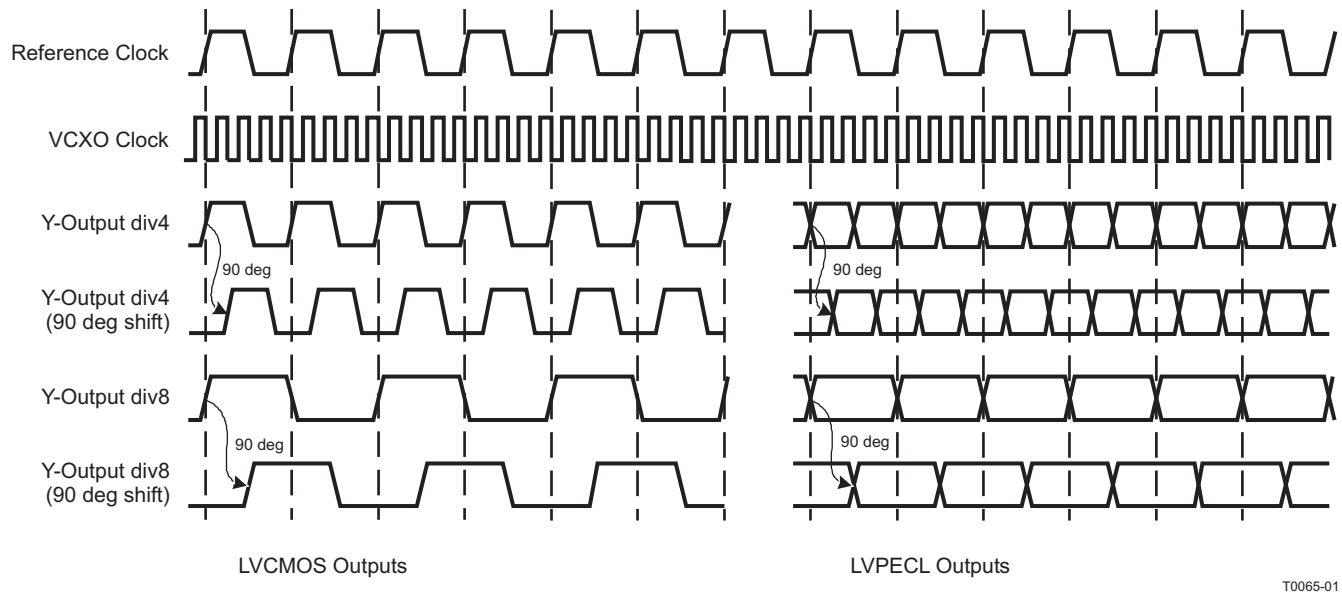 Reference Clock
VCXO Clock
Y-Output div4
90 deg
90 deg
Y-Output div4
(90 deg shift)
Y-Output div8
90 deg
90 deg
Y-Output div8
(90 deg shift)
LVCMOS Outputs
LVPECL Outputs
T0065-01